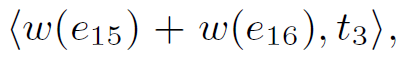 ⟨w(e₁₅) + w(e₁₆), t₃⟩,